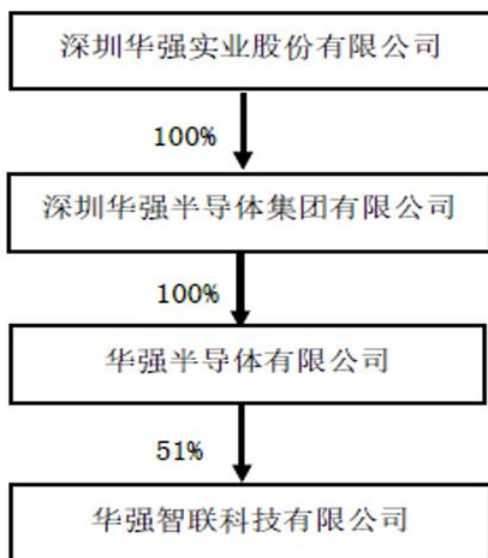 深圳华强实业股份有限公司
100%
深圳华强半导体集团有限公司
100%
华强半导体有限公司
51%
华强智联科技有限公司